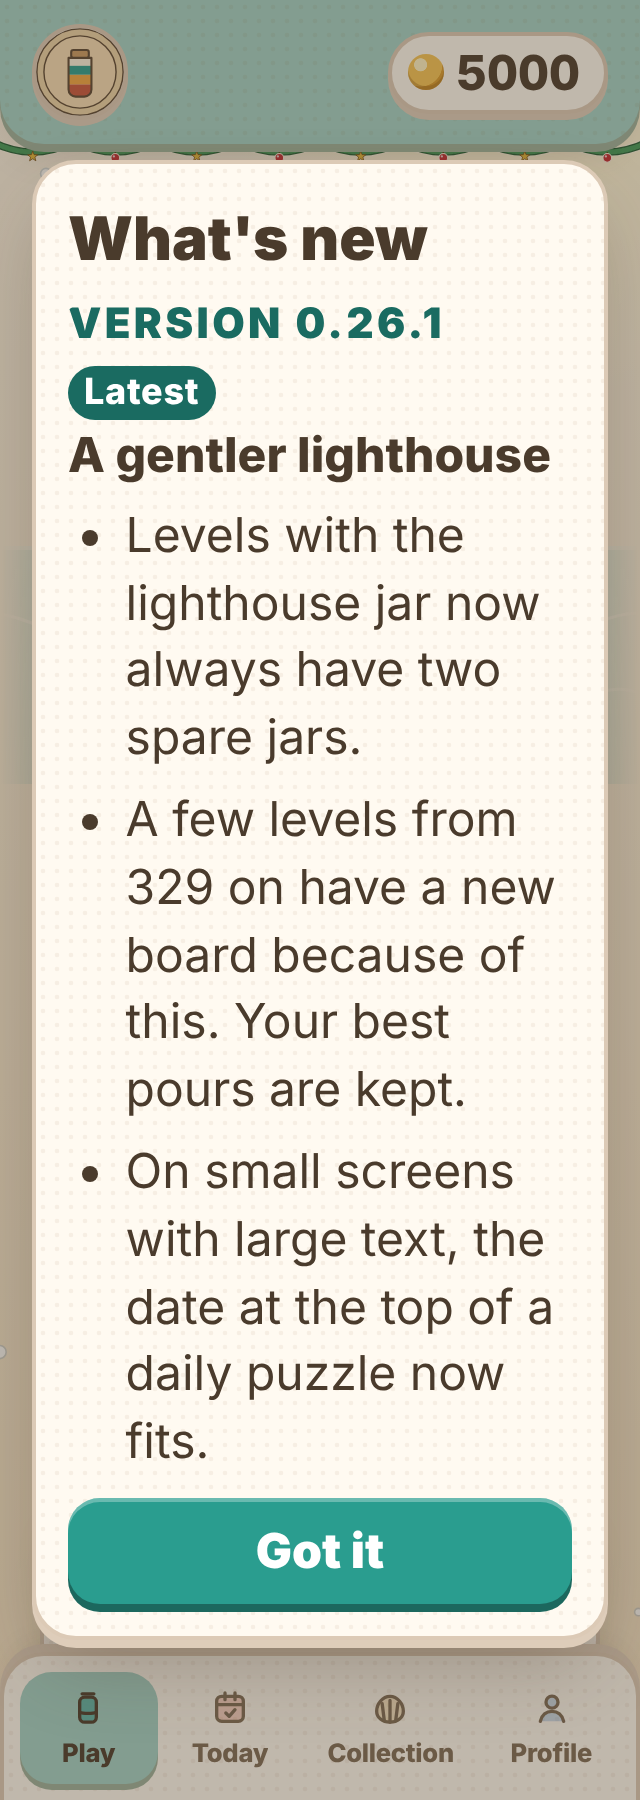 5000
What's new
VERSION 0.26.1
Latest
A gentler lighthouse
• Levels with the
lighthouse jar now
always have two
spare jars.
• A few levels from
329 on have a new
board because of
this. Your best
pours are kept.
• On small screens
with large text, the
date at the top of a
daily puzzle now
fits.
Got it
Play Today Collection Profile